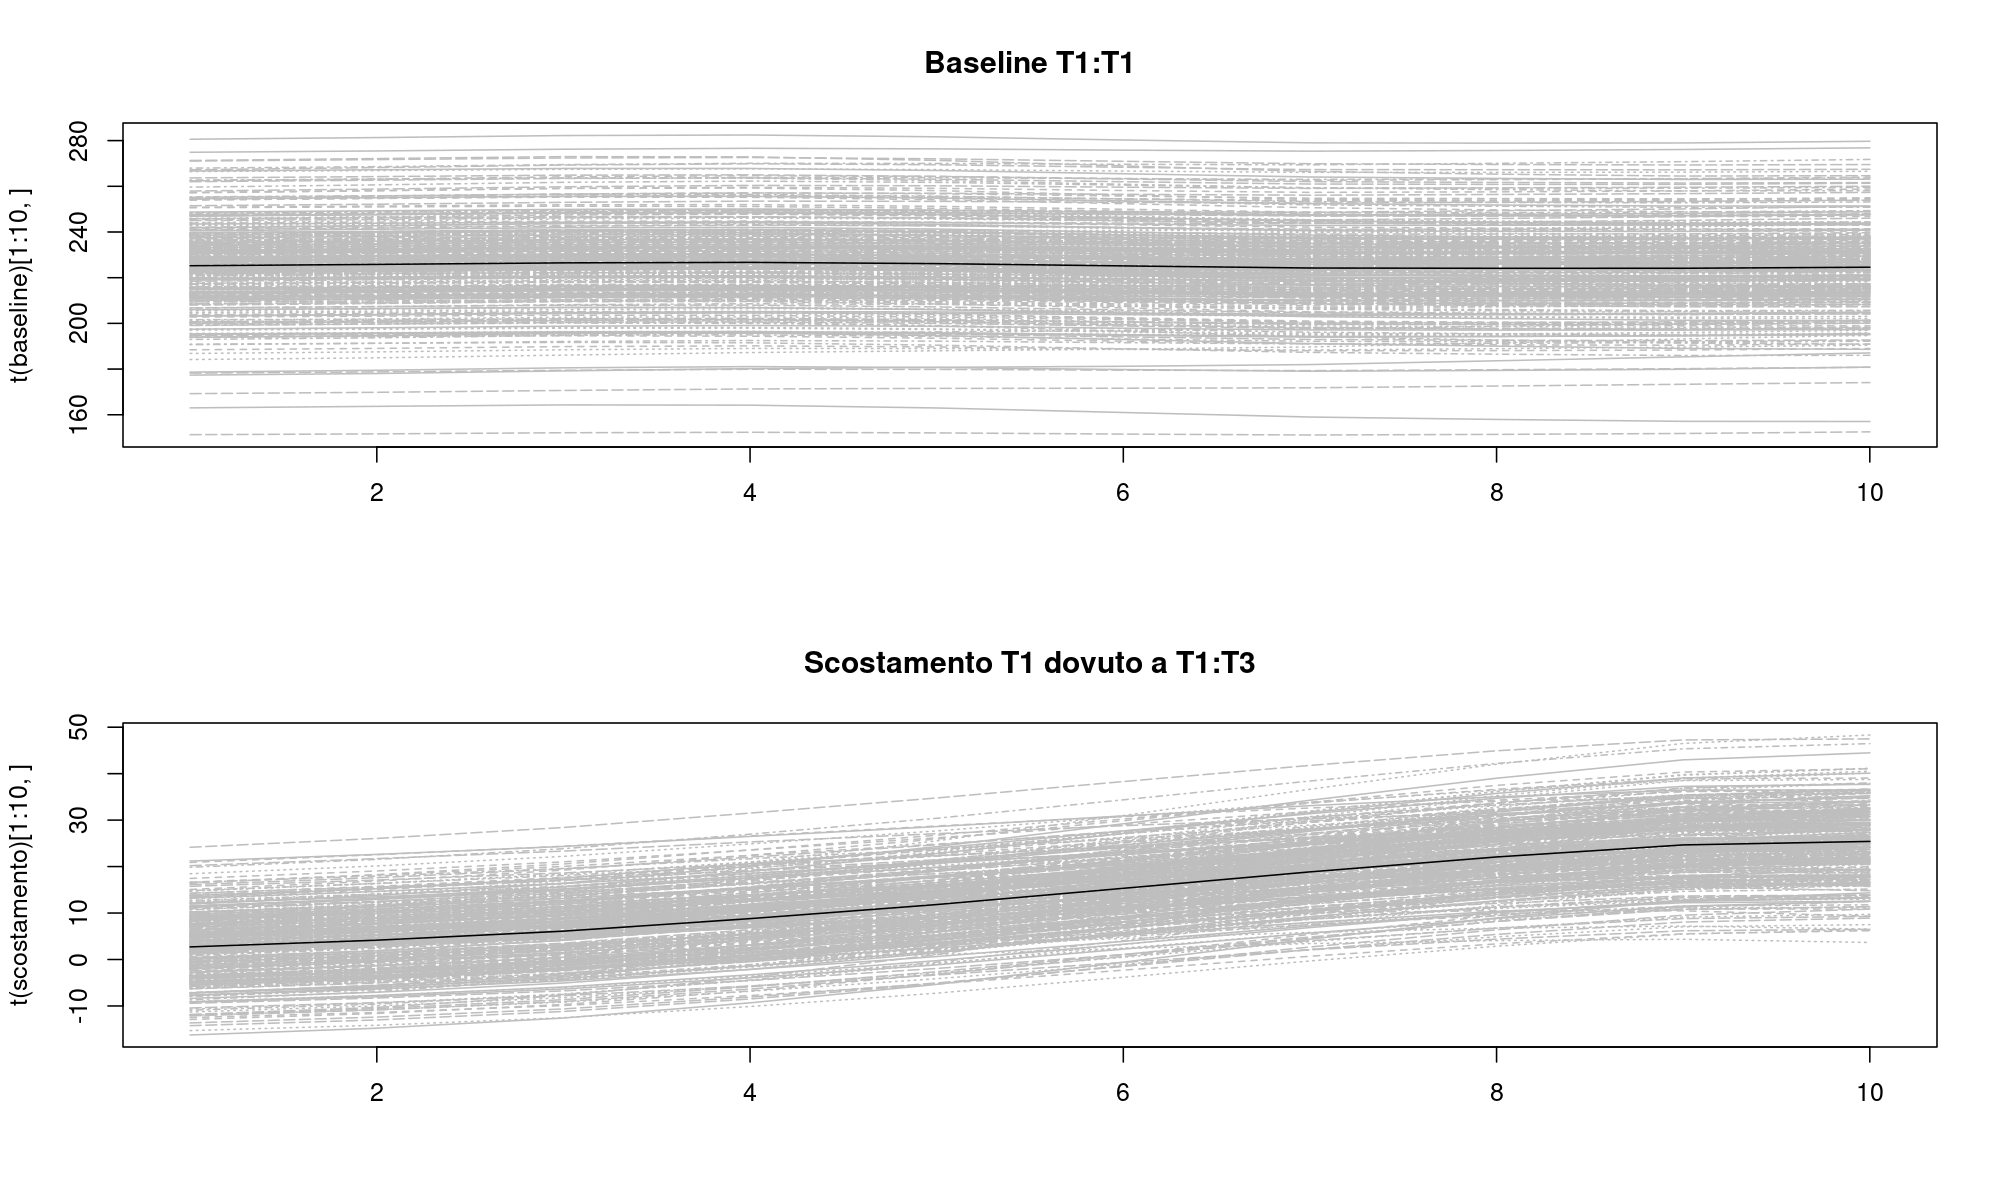 Baseline T1:T1
t(baseline)[1:10, ]
280
240
200
160
2 4 6 8 10
Scostamento T1 dovuto a T1:T3
t(scostamento)[1:10, ]
50
30
10
0
-10
2 4 6 8 10